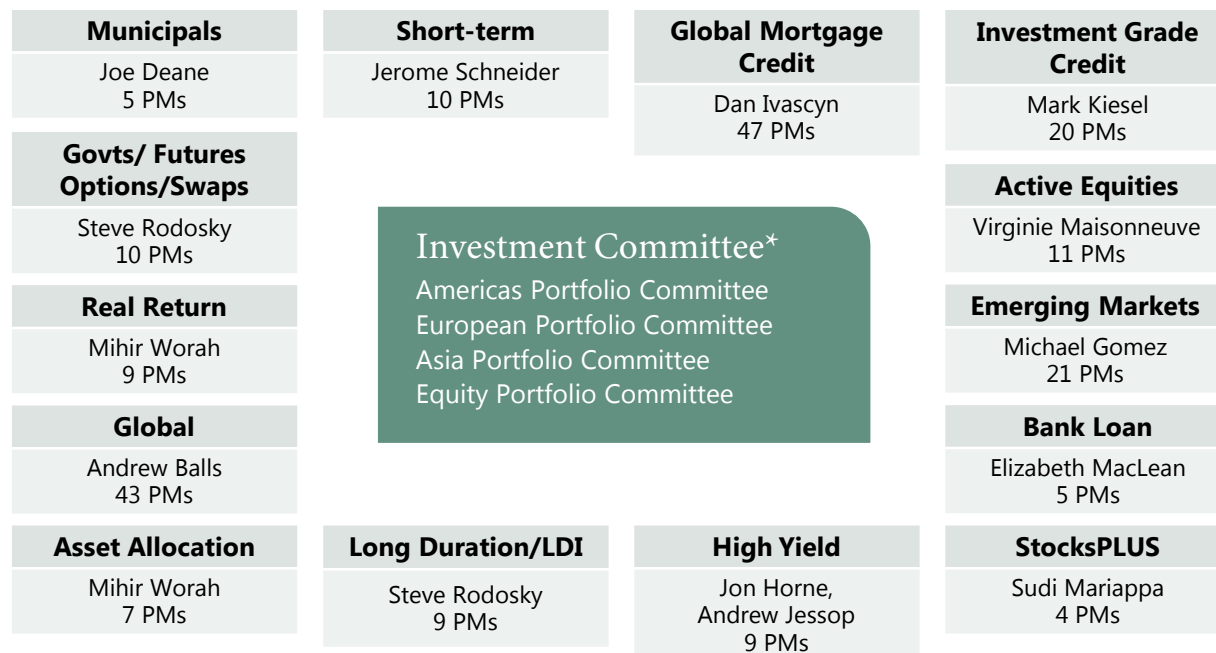 Municipals
Joe Deane
5 PMs
Short-term
Jerome Schneider
10 PMs
Global Mortgage
Credit
Dan Ivascyn
47 PMs
Investment Grade
Credit
Mark Kiesel
20 PMs
Govts/ Futures
Options/Swaps
Steve Rodosky
10 PMs
Real Return
Mihir Worah
9 PMs
Global
Andrew Balls
43 PMs
Investment Committee*
Americas Portfolio Committee
European Portfolio Committee
Asia Portfolio Committee
Equity Portfolio Committee
Active Equities
Virginie Maisonneuve
11 PMs
Emerging Markets
Michael Gomez
21 PMs
Bank Loan
Elizabeth MacLean
5 PMs
Asset Allocation
Mihir Worah
7 PMs
Long Duration/LDI
Steve Rodosky
9 PMs
High Yield
Jon Horne,
Andrew Jessop
9 PMs
StocksPLUS
Sudi Mariappa
4 PMs